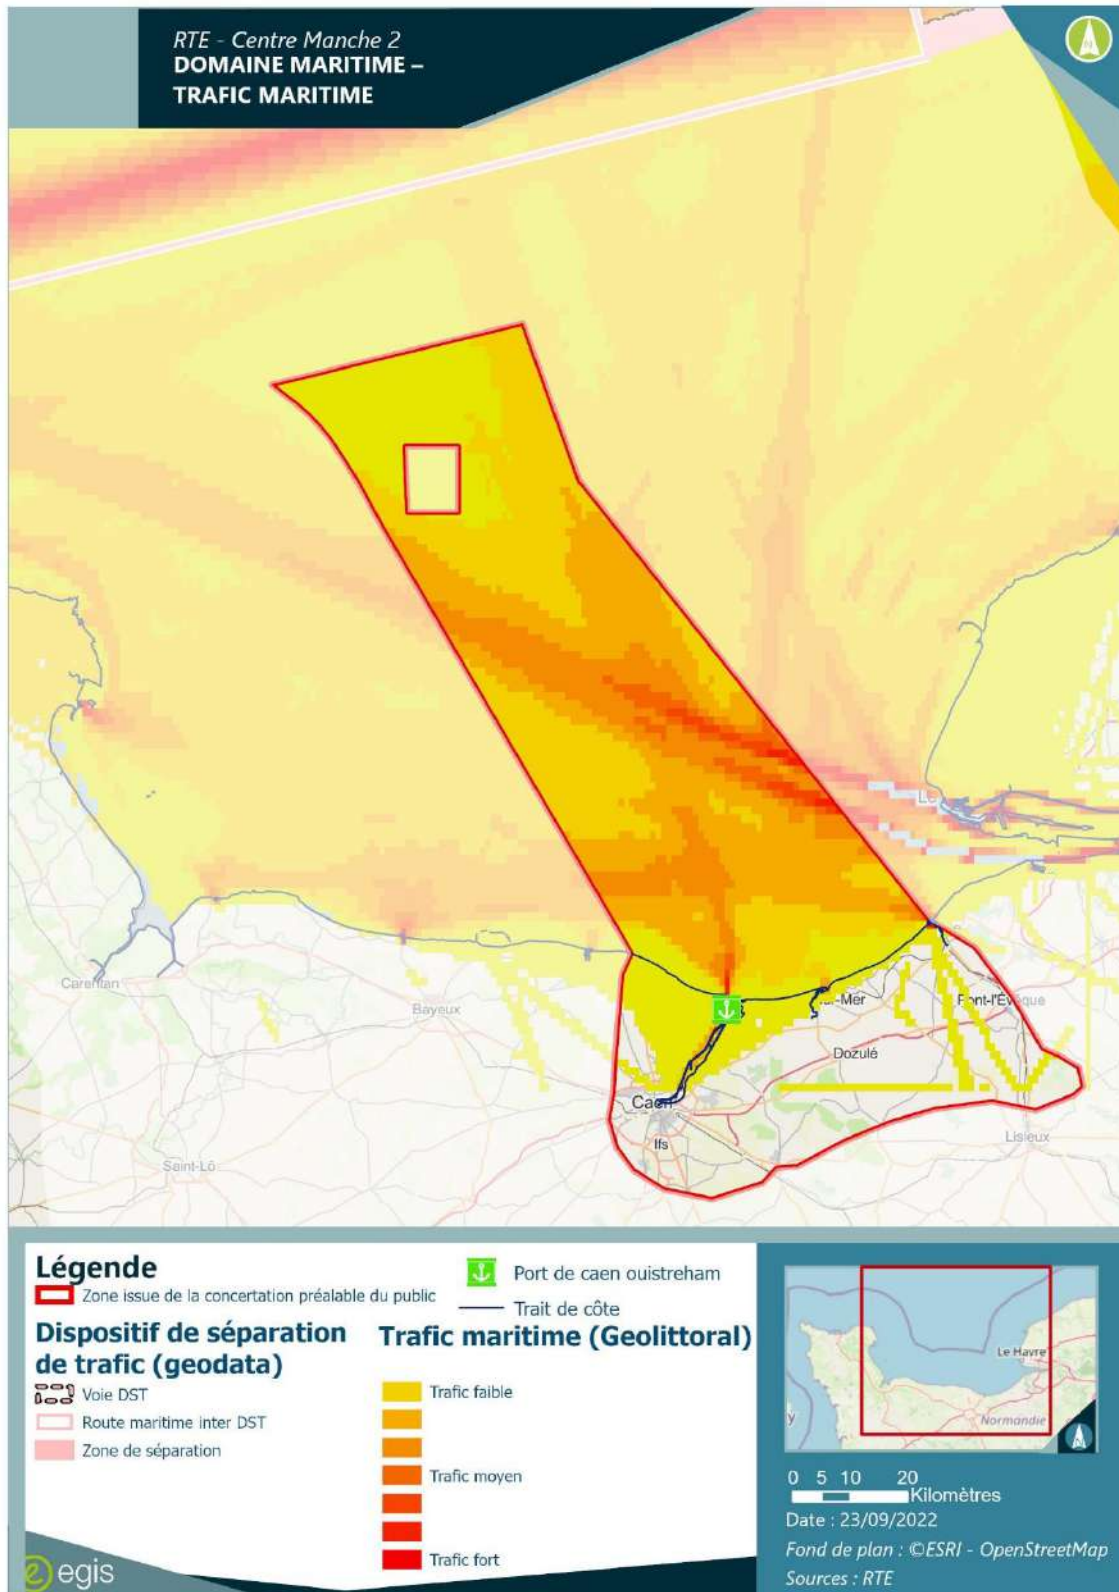 RTE - Centre Manche 2
DOMAINE MARITIME –
TRAFIC MARITIME
Le
Carentan
Bayeux
ur-Mer
Pont-l'Évêque
Dozulé
Caen
Ifs
Lisieux
Saint-Lô
Légende
Zone issue de la concertation préalable du public
Port de caen ouistreham
Trait de côte
Dispositif de séparation
de trafic (geodata)
Voie DST
Route maritime inter DST
Zone de séparation
Trafic maritime (Geolittoral)
Trafic faible
Trafic moyen
Trafic fort
Le Havre
Normandie
y
0 5 10 20
Kilomètres
Date : 23/09/2022
Fond de plan : ©ESRI - OpenStreetMap
Sources : RTE
egis